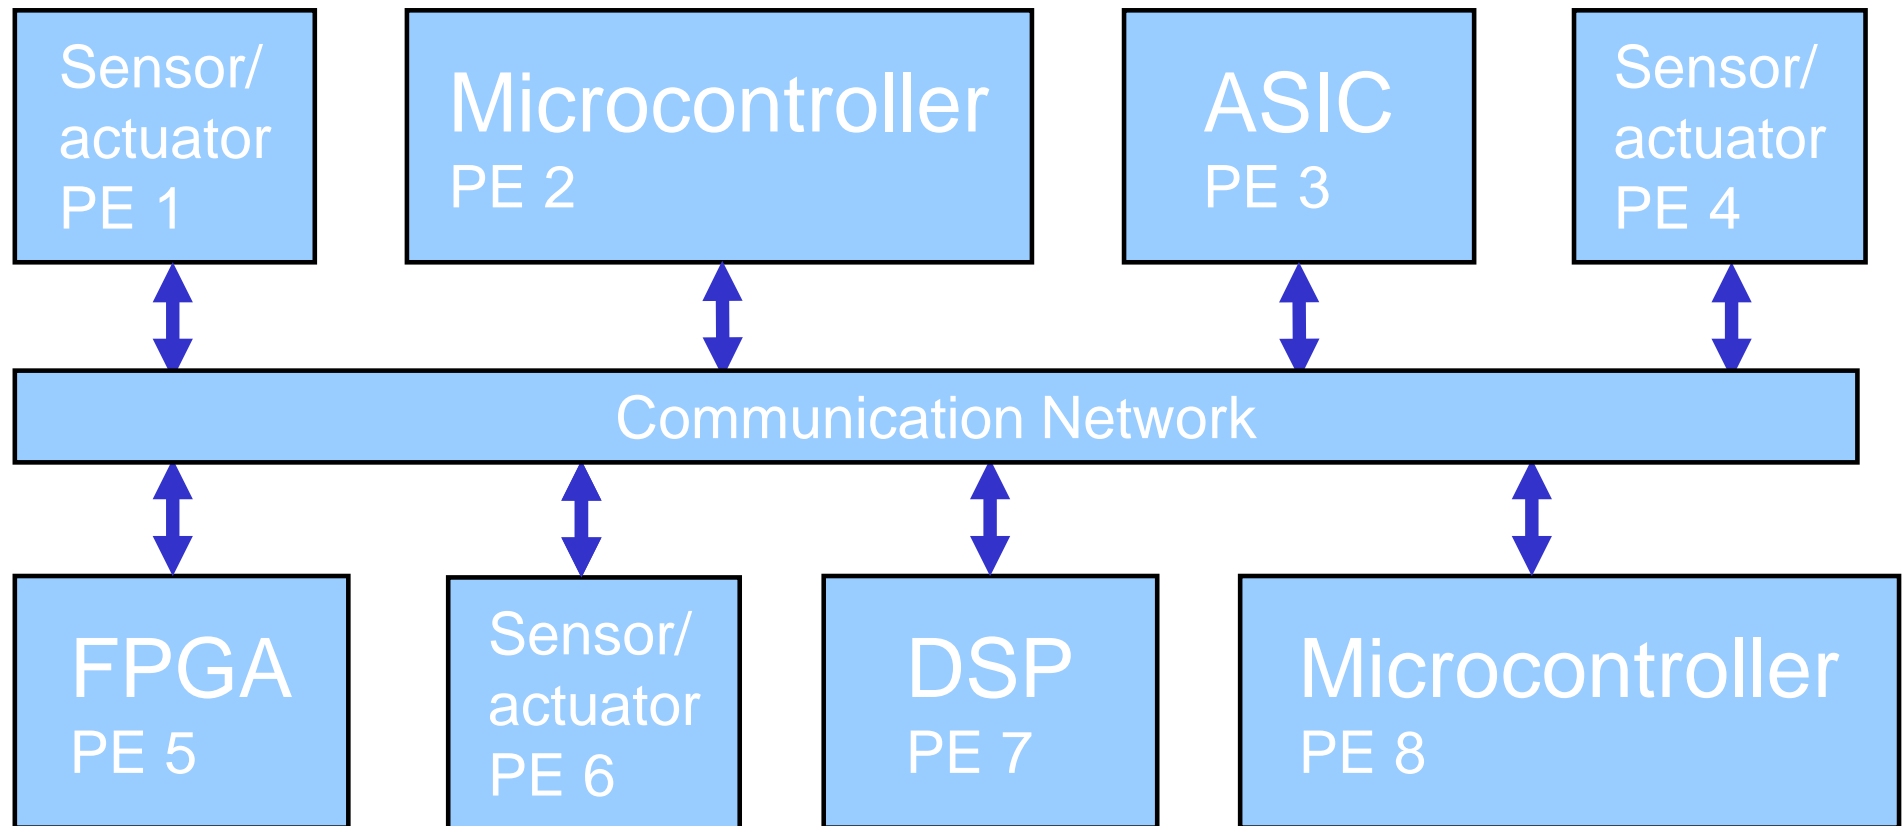 Sensor/
actuator
PE 1
Microcontroller
PE 2
ASIC
PE 3
Sensor/
actuator
PE 4
Communication Network
FPGA
PE 5
Sensor/
actuator
PE 6
DSP
PE 7
Microcontroller
PE 8